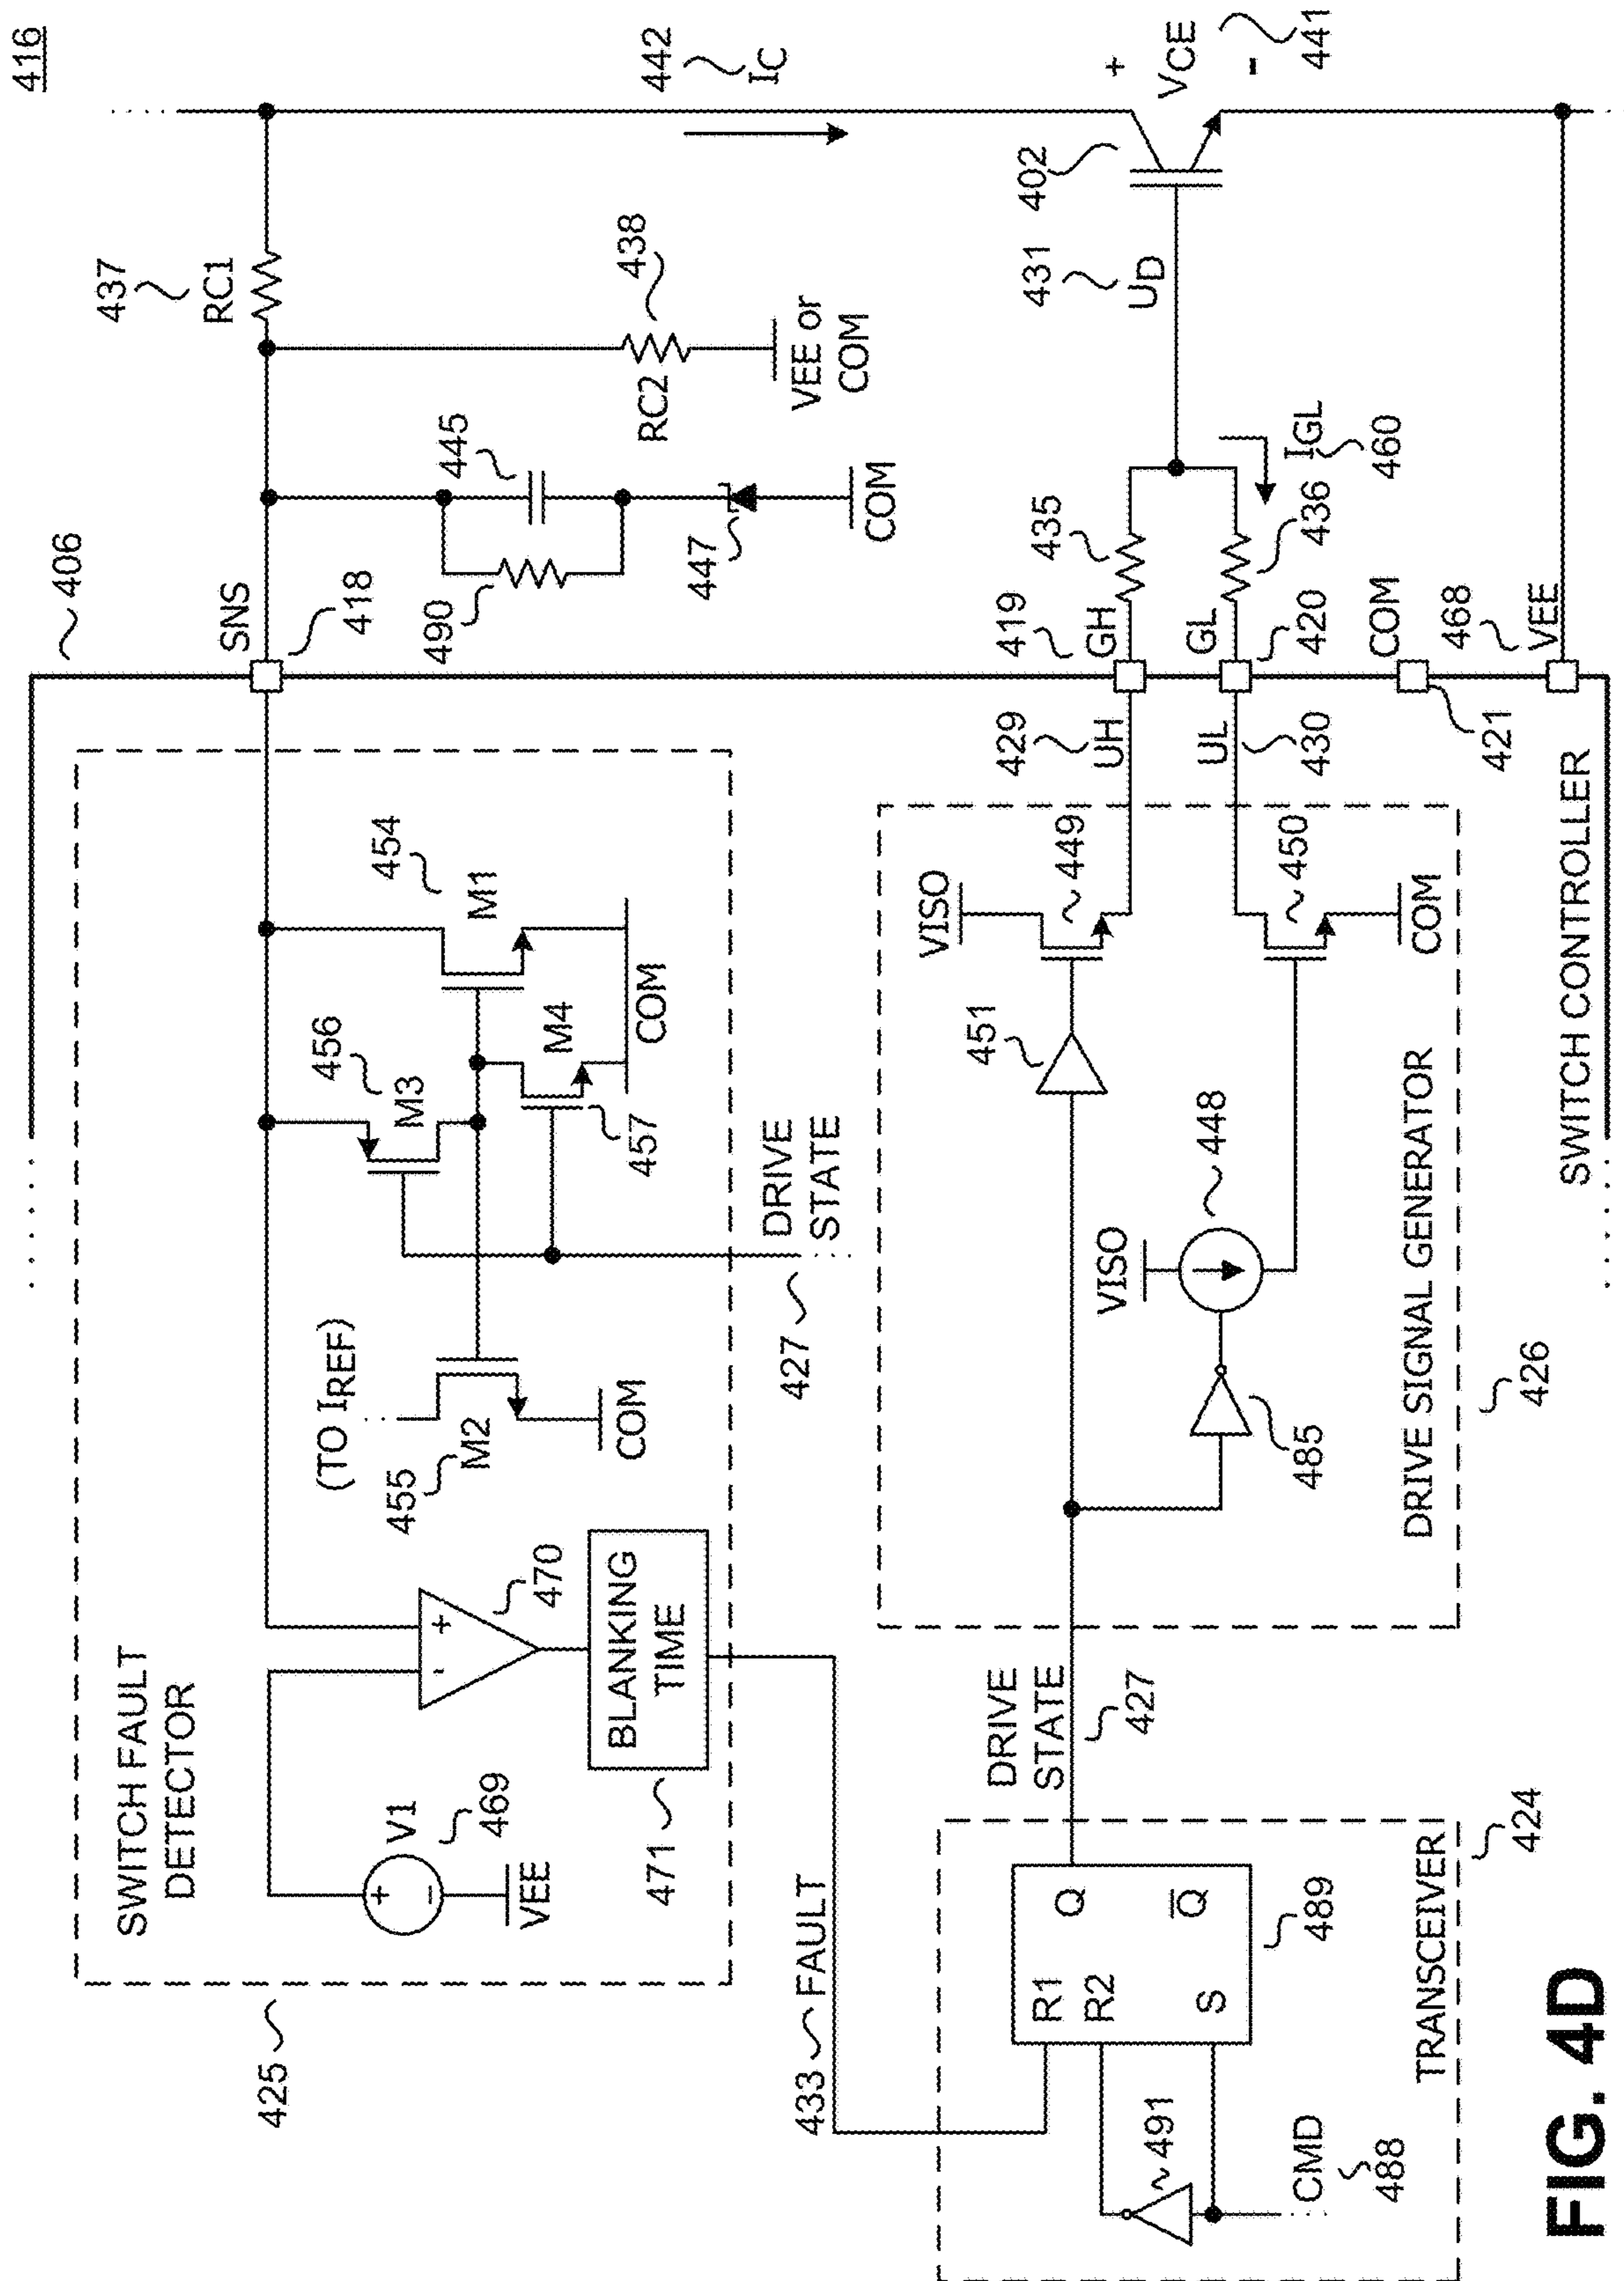 416
406
SNS
418
437
RC1
442
IC
445
490
RC2
438
VEE or
COM
447
COM
SWITCH FAULT
DETECTOR
425
V1
469
VEE
470
BLANKING
TIME
471
(TO IREF)
455
M2
COM
456
M3
454
M1
M4
457
COM
DRIVE
STATE
427
433
FAULT
DRIVE
STATE
427
R1
R2
S
Q
Q̅
489
491
CMD
488
TRANSCEIVER
424
VISO
451
449
VISO
448
450
COM
485
DRIVE SIGNAL GENERATOR
426
429
UH
UL
430
419
GH
GL
420
COM
421
468
VEE
435
436
IGL
460
431
UD
402
+
VCE
-
441
SWITCH CONTROLLER
FIG. 4D